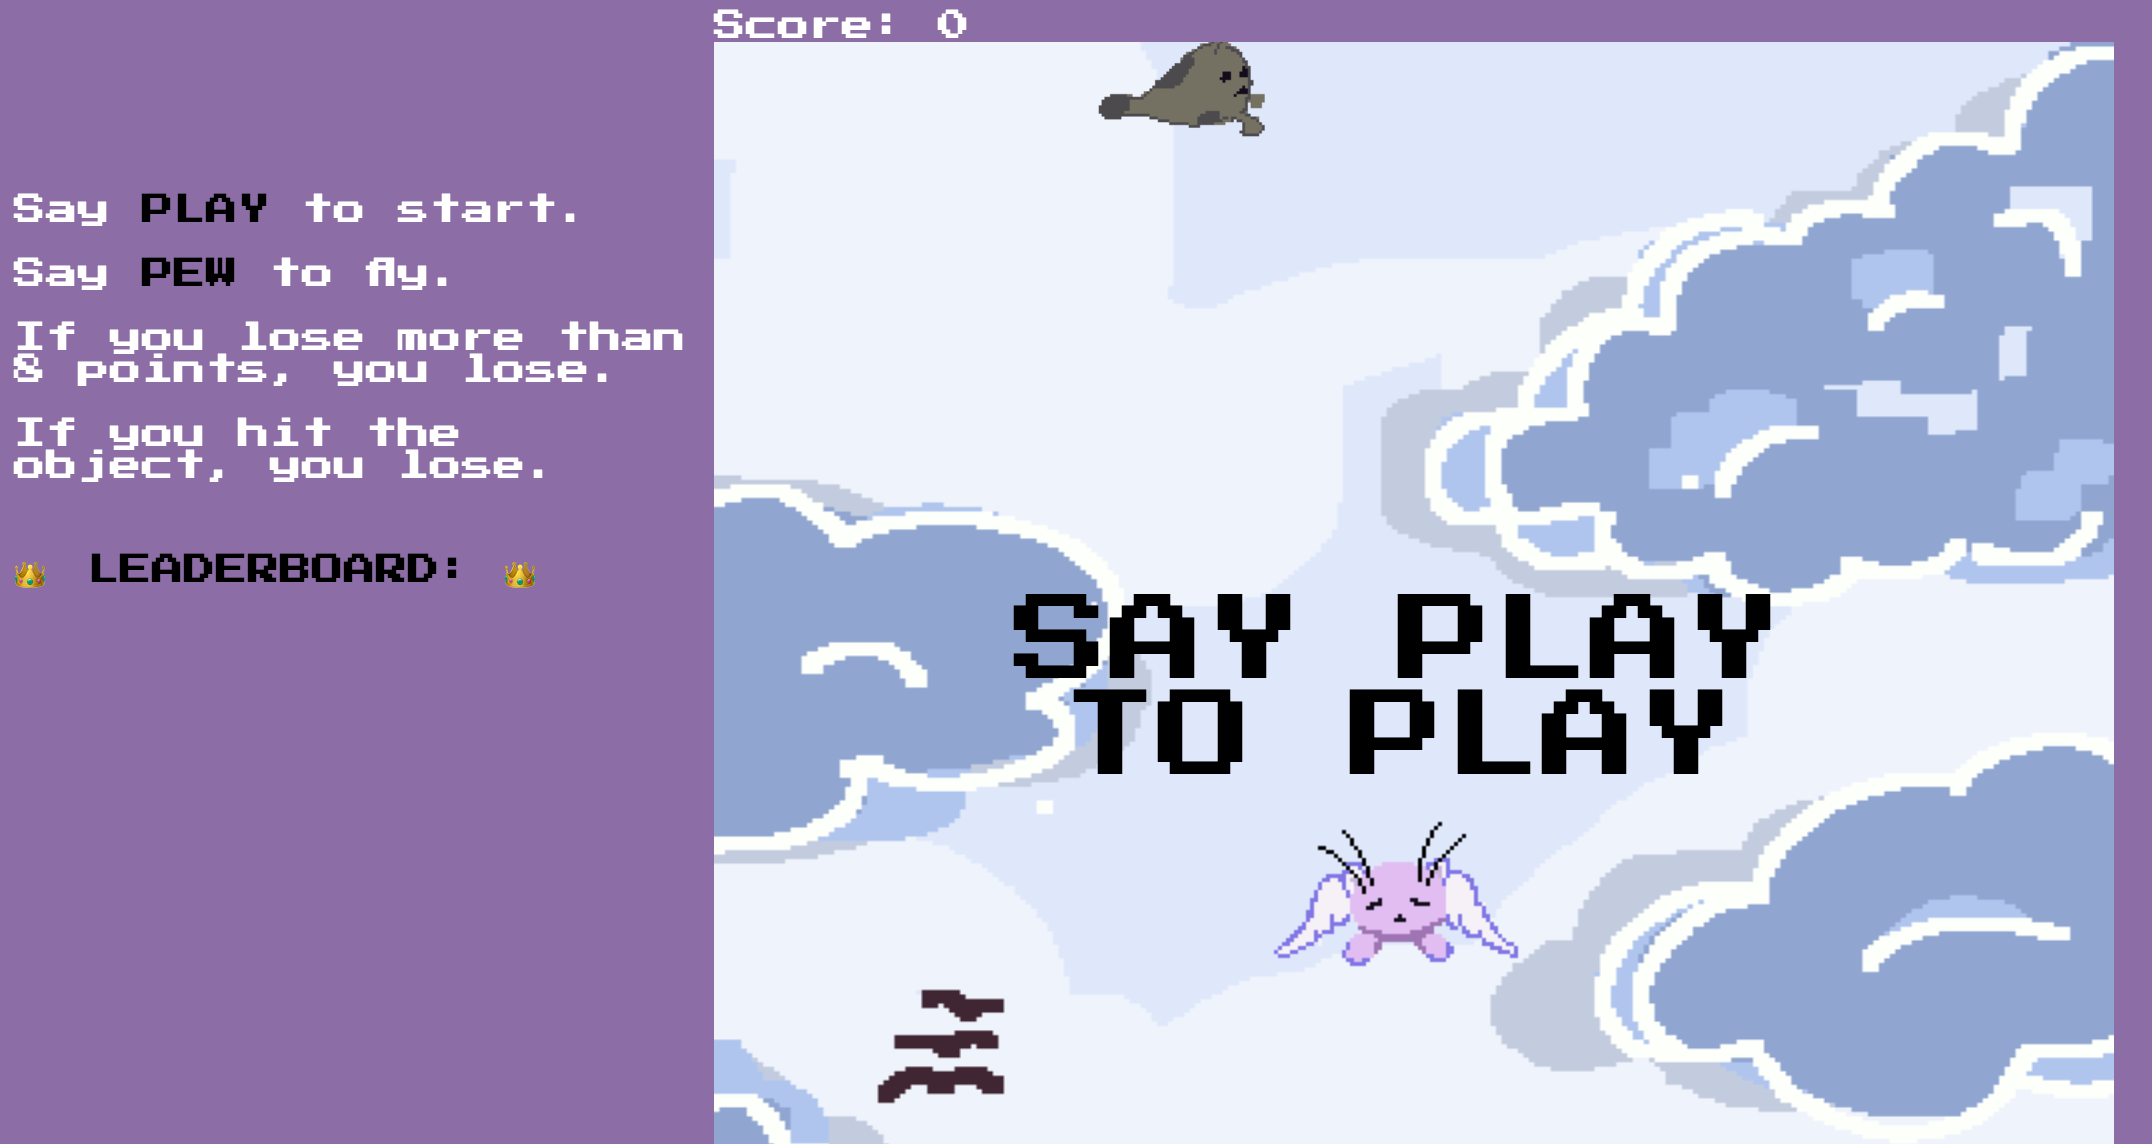 Score: 0
Say PLAY to start.
Say PEW to fly.
If you lose more than
8 points, you lose.
If you hit the
object, you lose.
👑 LEADERBOARD: 👑
SAY PLAY
TO PLAY